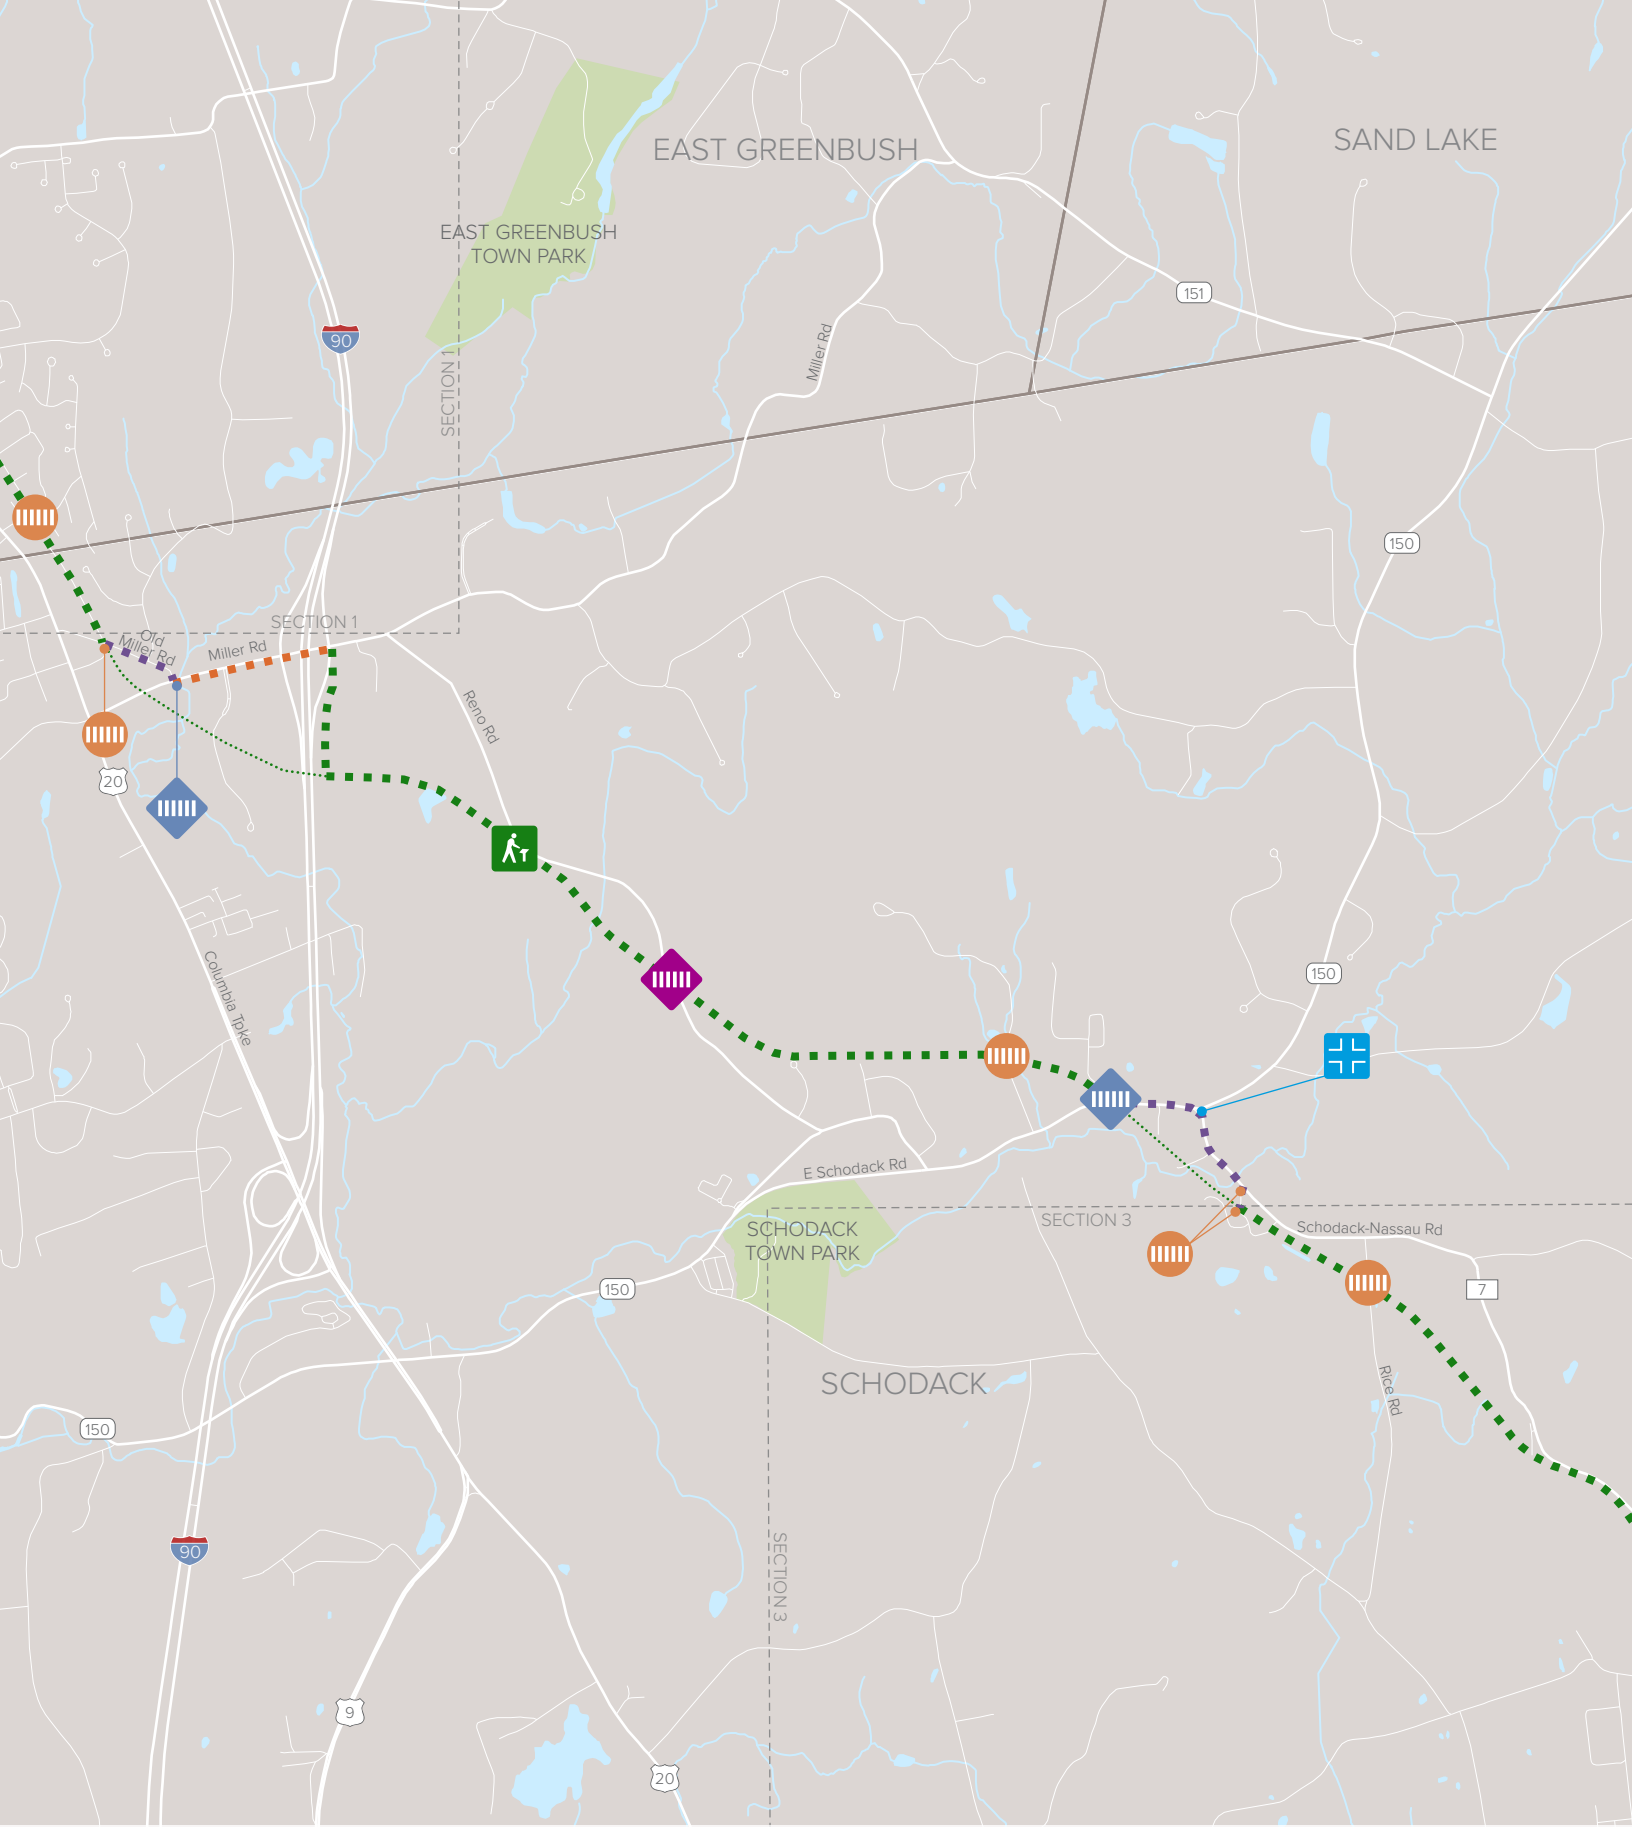 EAST GREENBUSH
SAND LAKE
EAST GREENBUSH
TOWN PARK
151
90
Miller Rd
SECTION 1
150
SECTION 1
Old
Miller Rd
Miller Rd
Reno Rd
20
Columbia Tpke
150
E Schodack Rd
SECTION 3
SCHODACK
TOWN PARK
Schodack-Nassau Rd
150
7
SCHODACK
Rice Rd
150
90
SECTION 3
9
20